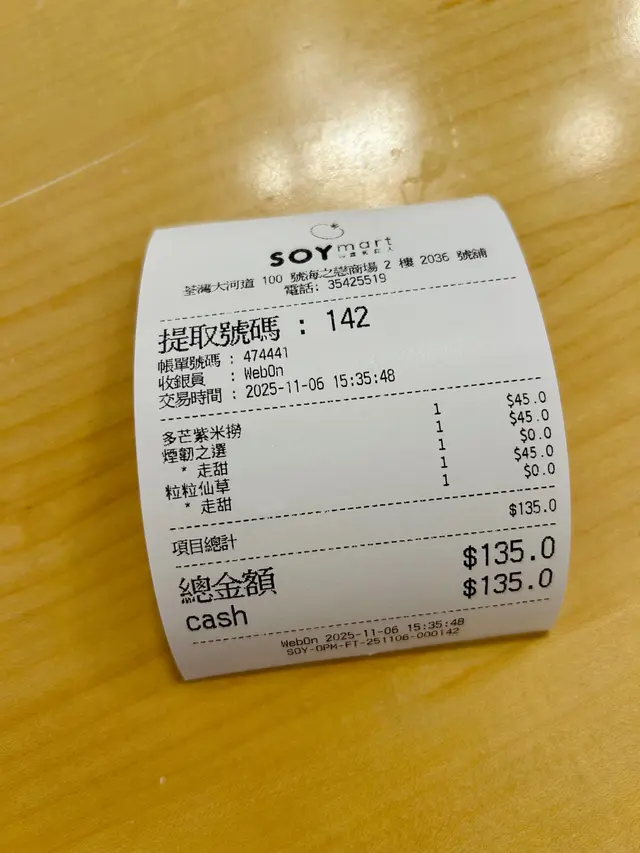 SOY mart
荃灣大河道 100 號海之戀商場 2 樓 2036 號舖
電話: 35425519
提取號碼 : 142
帳單號碼 : 474441
收銀員 : WebOn
交易時間 : 2025-11-06 15:35:48
多芒紫米撈 1 $45.0
煙韌之選 1 $45.0
* 走甜 1 $0.0
粒粒仙草 1 $45.0
* 走甜 1 $0.0
項目總計 $135.0
總金額 $135.0
cash $135.0
WebOn 2025-11-06 15:35:48
SOY-OPM-FT-251106-000142